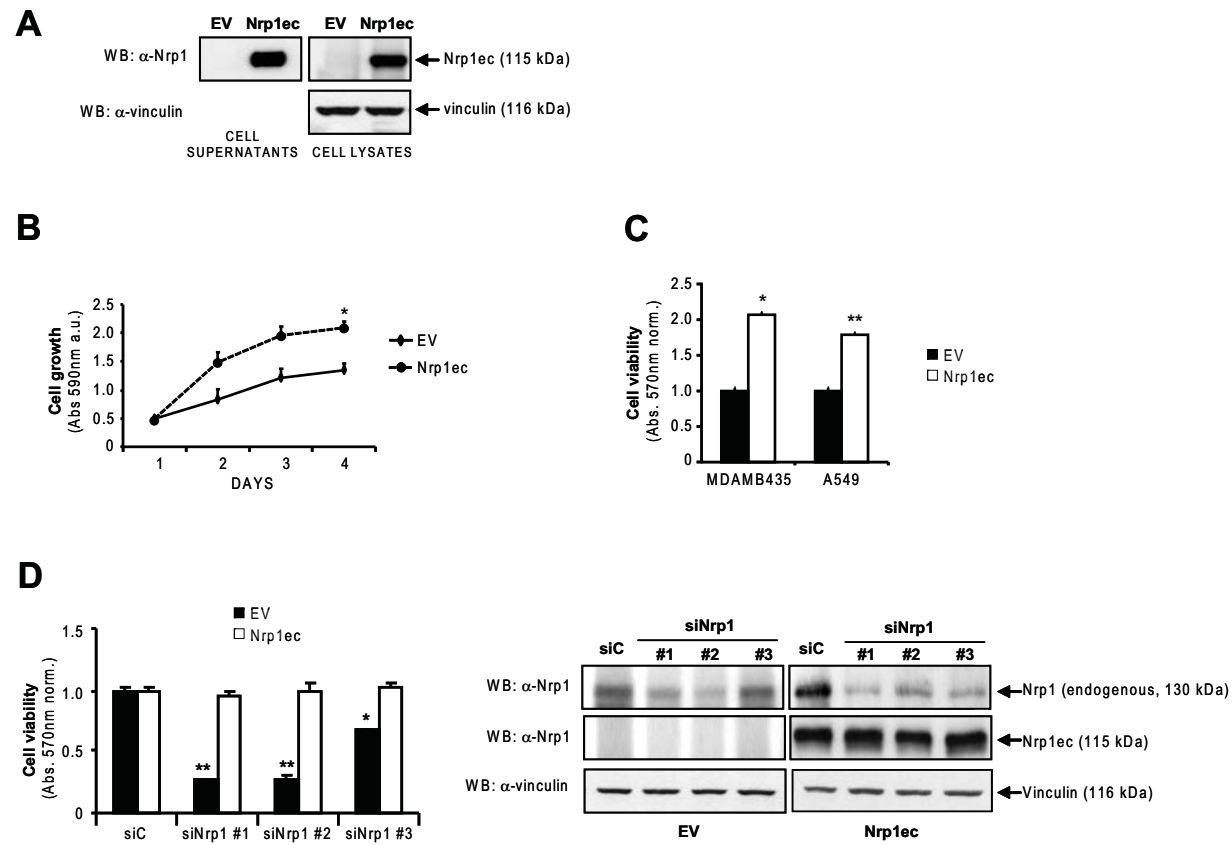 A
EV Nrp1ec EV Nrp1ec
WB: α-Nrp1
Nrp1ec (115 kDa)
WB: α-vinculin
vinculin (116 kDa)
CELL
SUPERNATANTS
CELL LYSATES
B
Cell growth
(Abs 590nm a.u.)
2.5
2.0
1.5
1.0
0.5
0
*
EV
Nrp1ec
1 2 3 4
DAYS
C
Cell viability
(Abs. 570nm norm.)
2.5
2.0
1.5
1.0
0.5
0
*
**
EV
Nrp1ec
MDAMB435 A549
D
EV
Nrp1ec
Cell viability
(Abs. 570nm norm.)
1.5
1.0
0.5
0
**
**
*
siC siNrp1 #1 siNrp1 #2 siNrp1 #3
siNrp1 siNrp1
siC #1 #2 #3 siC #1 #2 #3
WB: α-Nrp1
Nrp1 (endogenous, 130 kDa)
WB: α-Nrp1
Nrp1ec (115 kDa)
WB: α-vinculin
Vinculin (116 kDa)
EV Nrp1ec